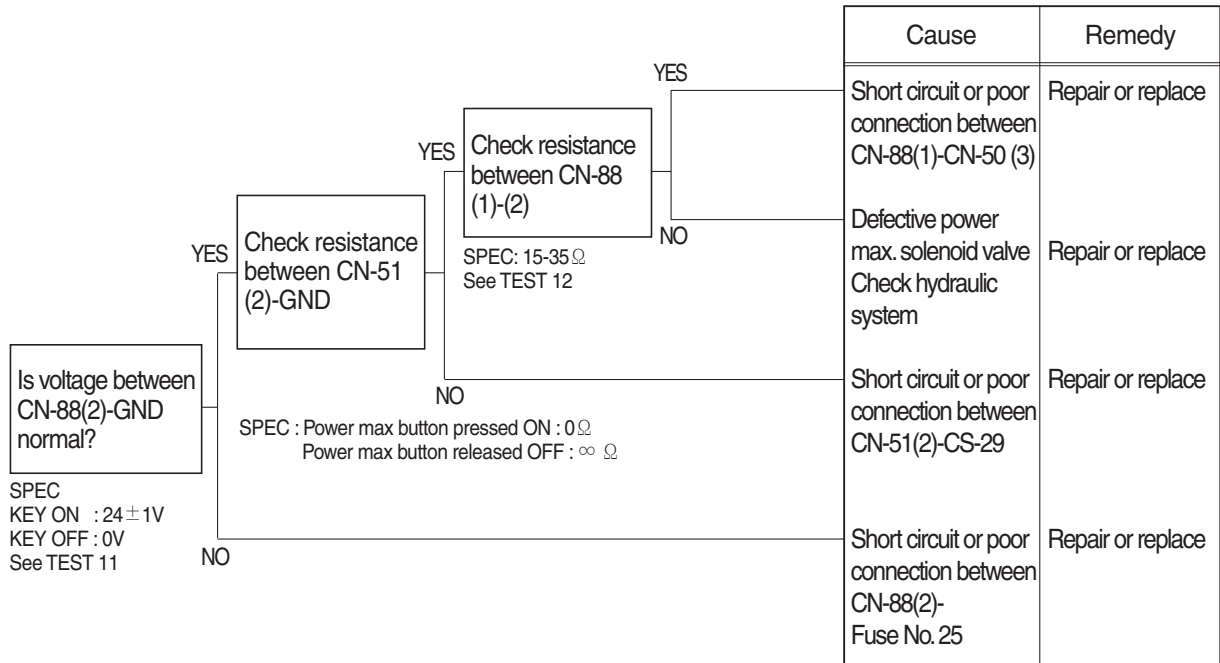 Cause
Remedy
YES
Short circuit or poor
connection between
CN-88(1)-CN-50 (3)
Repair or replace
YES
Check resistance
between CN-88
(1)-(2)
NO
SPEC: 15-35Ω
See TEST 12
Defective power
max. solenoid valve
Check hydraulic
system
Repair or replace
YES
Check resistance
between CN-51
(2)-GND
NO
SPEC : Power max button pressed ON : 0Ω
Power max button released OFF : ∞ Ω
Short circuit or poor
connection between
CN-51(2)-CS-29
Repair or replace
Is voltage between
CN-88(2)-GND
normal?
SPEC
KEY ON : 24±1V
KEY OFF : 0V
See TEST 11
NO
Short circuit or poor
connection between
CN-88(2)-
Fuse No. 25
Repair or replace